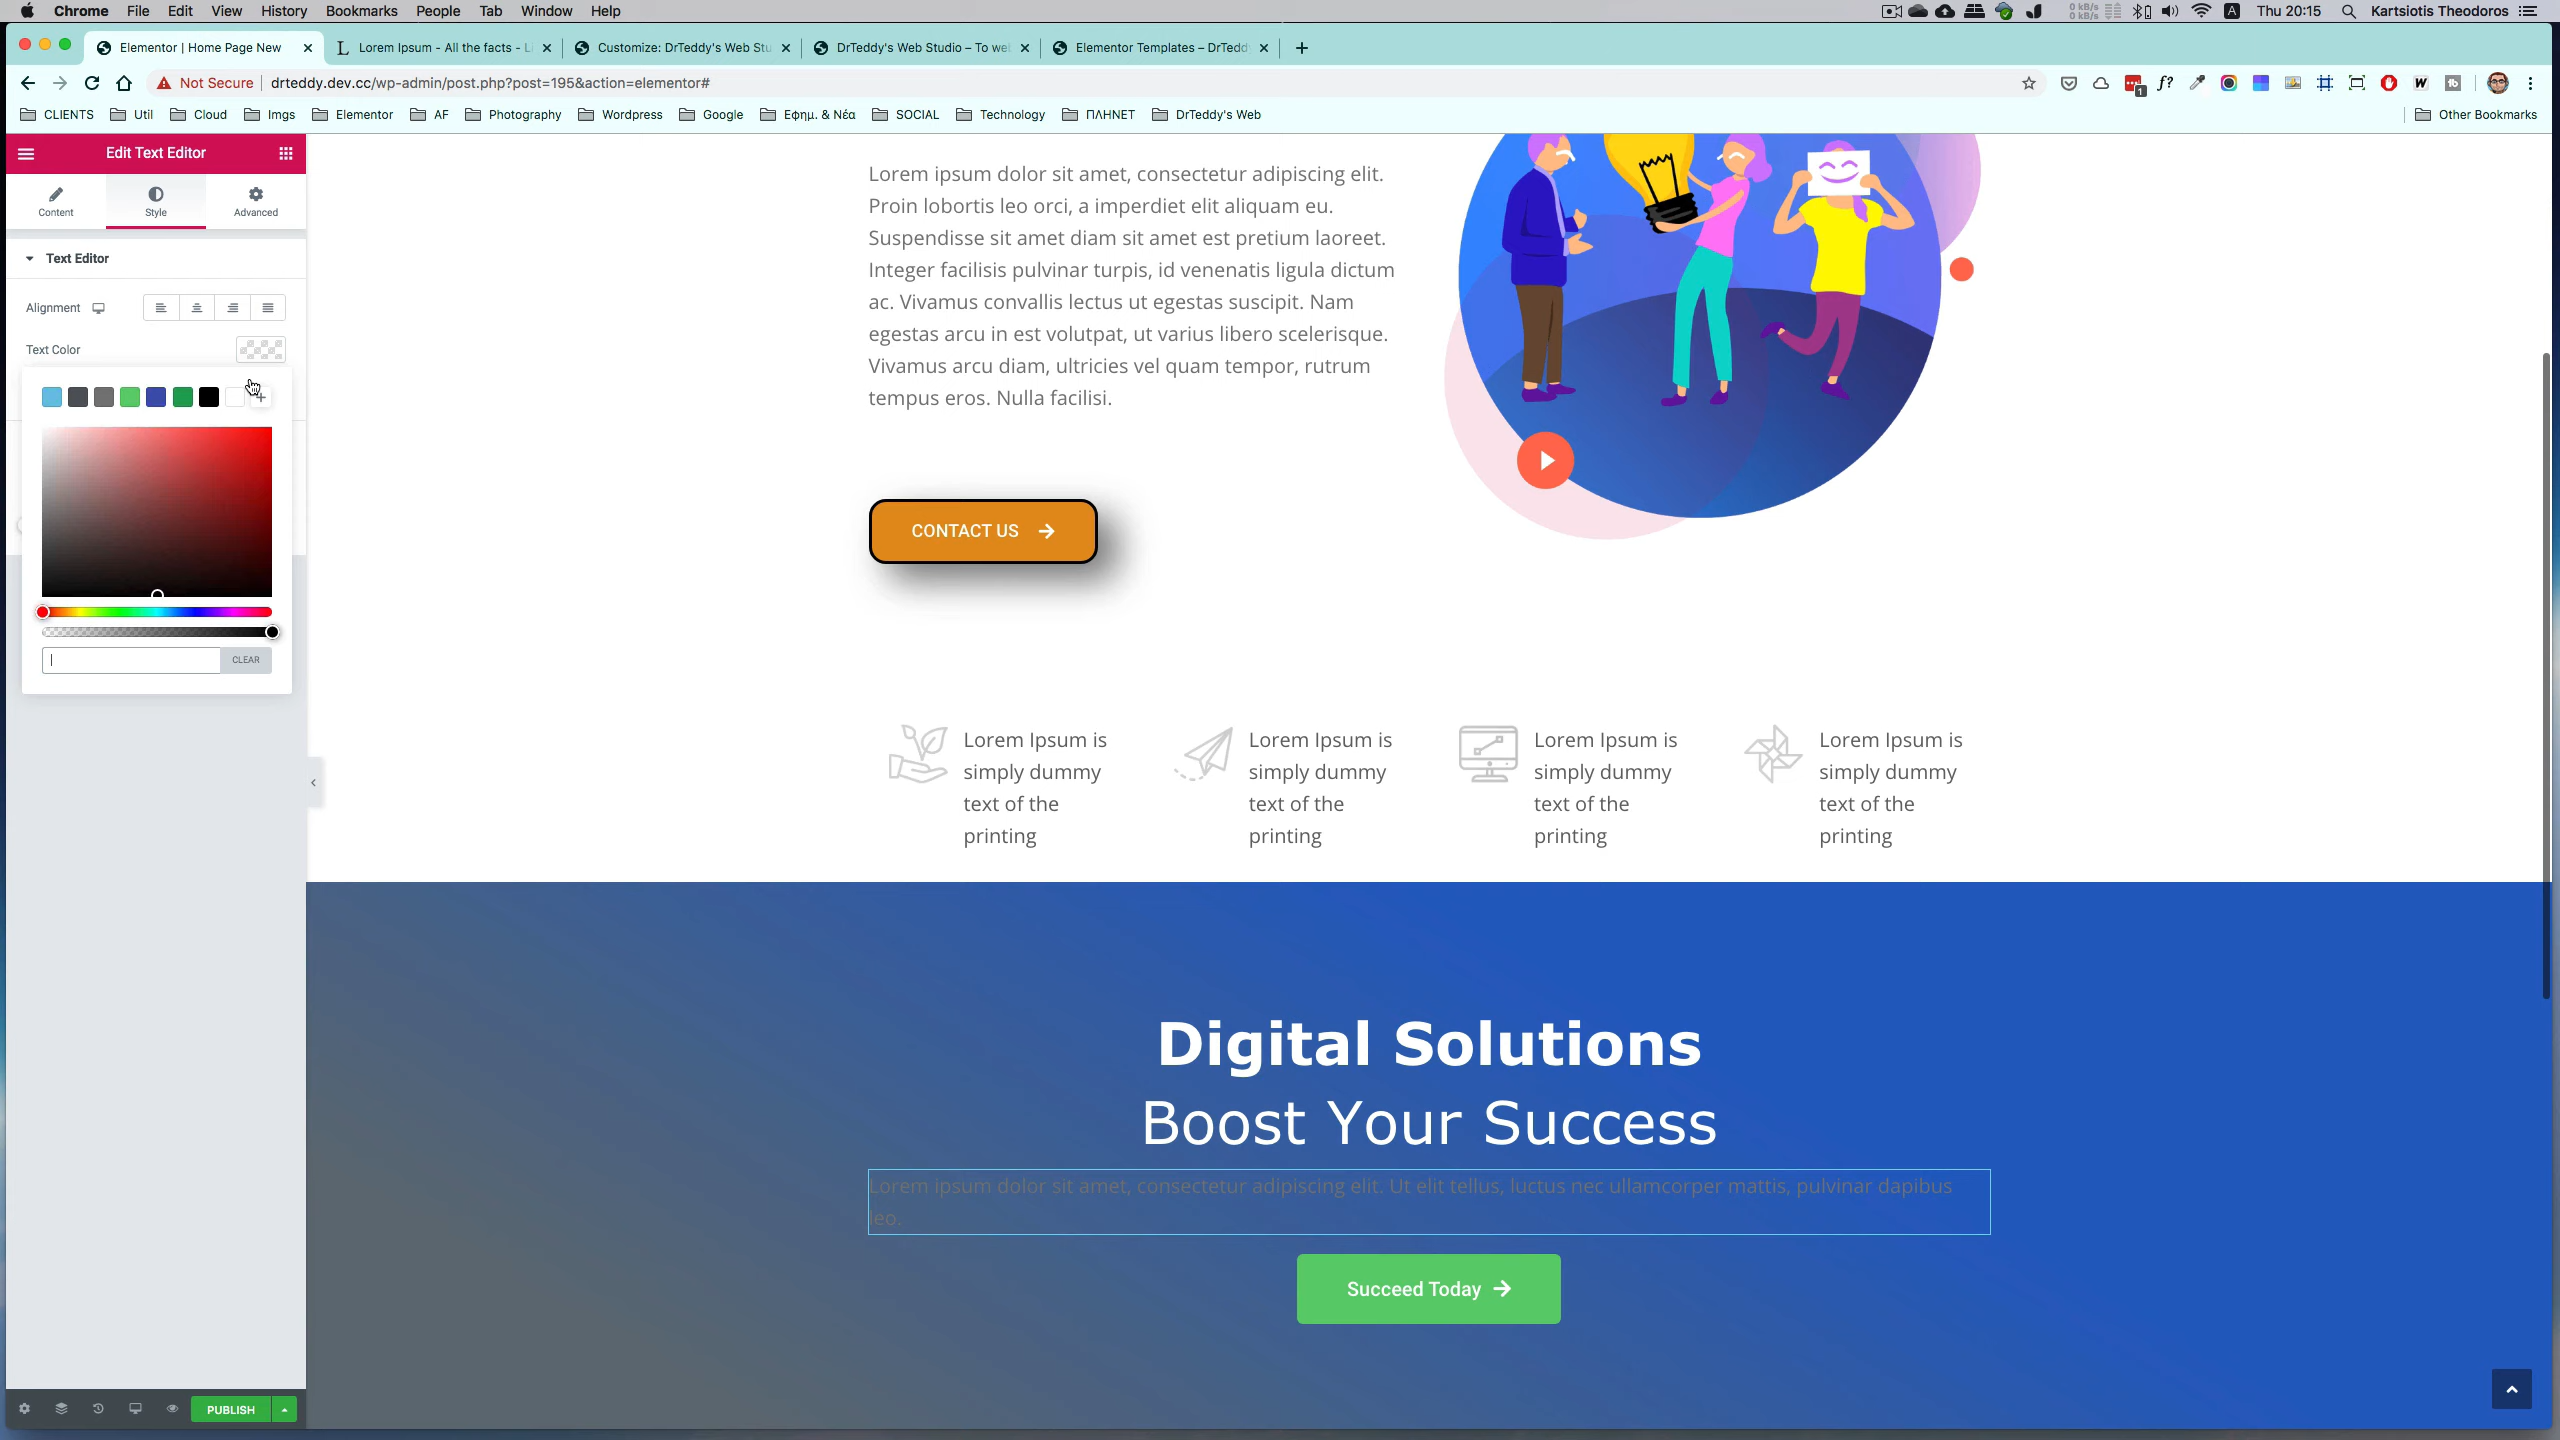 Chrome File Edit View History Bookmarks People Tab Window Help
0 kB/s
0 kB/s
A Thu 20:15 Kartsiotis Theodoros
Elementor | Home Page New
Lorem Ipsum - All the facts - L
Customize: DrTeddy's Web Stu
DrTeddy's Web Studio – To we
Elementor Templates – DrTedd
Not Secure drteddy.dev.cc/wp-admin/post.php?post=195&action=elementor#
CLIENTS Util Cloud Imgs Elementor AF Photography Wordpress Google Εφημ. & Νέα SOCIAL Technology ΠΛΗΝΕΤ DrTeddy's Web Other Bookmarks
Edit Text Editor
Content Style Advanced
Text Editor
Alignment
Text Color
CLEAR
PUBLISH
Lorem ipsum dolor sit amet, consectetur adipiscing elit.
Proin lobortis leo orci, a imperdiet elit aliquam eu.
Suspendisse sit amet diam sit amet est pretium laoreet.
Integer facilisis pulvinar turpis, id venenatis ligula dictum
ac. Vivamus convallis lectus ut egestas suscipit. Nam
egestas arcu in est volutpat, ut varius libero scelerisque.
Vivamus arcu diam, ultricies vel quam tempor, rutrum
tempus eros. Nulla facilisi.
CONTACT US
Lorem Ipsum is
simply dummy
text of the
printing
Lorem Ipsum is
simply dummy
text of the
printing
Lorem Ipsum is
simply dummy
text of the
printing
Lorem Ipsum is
simply dummy
text of the
printing
Digital Solutions
Boost Your Success
Lorem ipsum dolor sit amet, consectetur adipiscing elit. Ut elit tellus, luctus nec ullamcorper mattis, pulvinar dapibus
leo.
Succeed Today